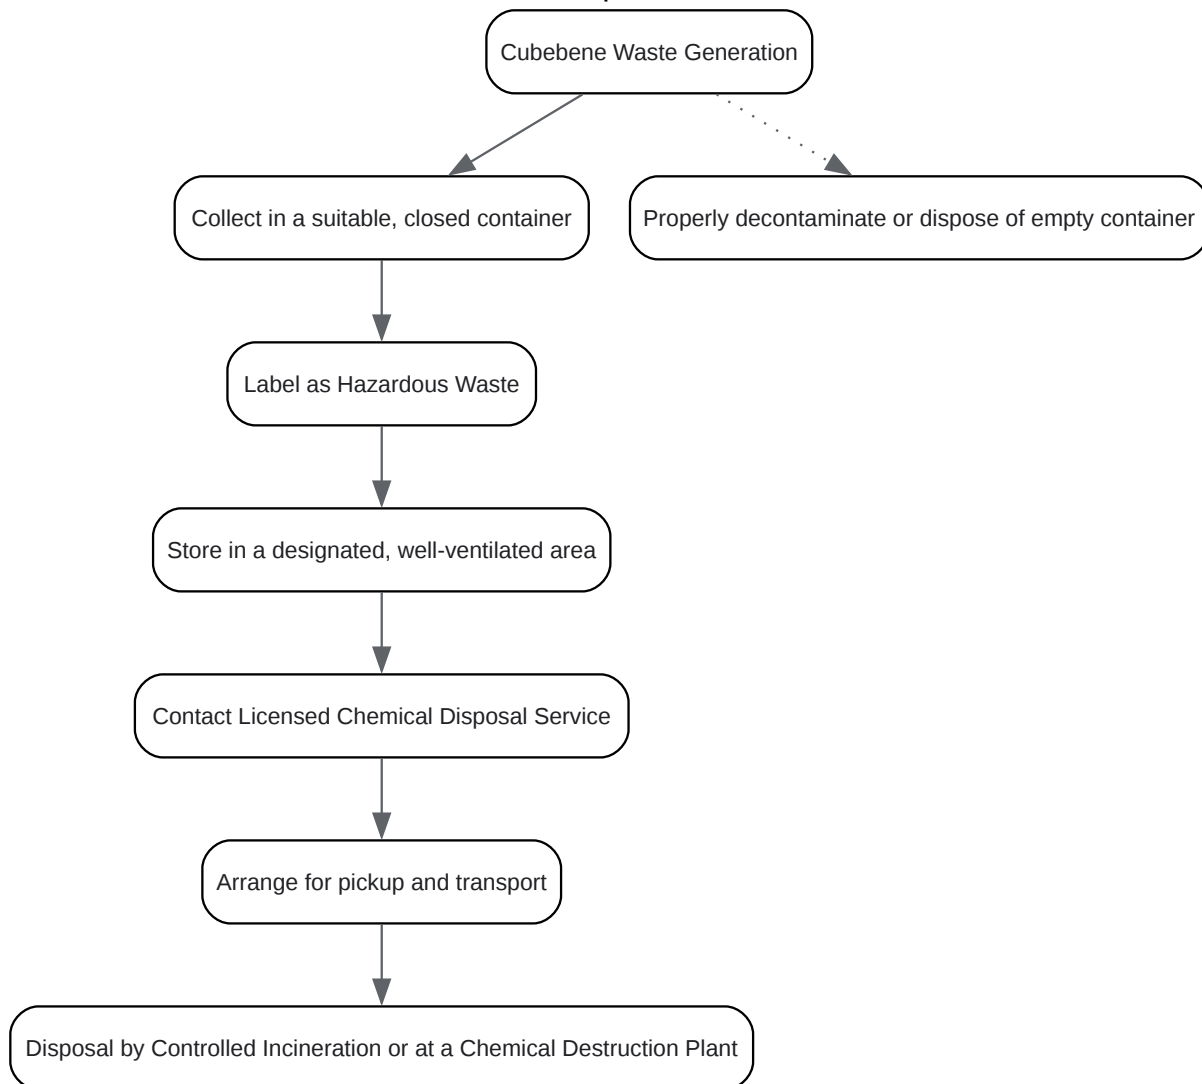 Cubebene Waste Generation
Collect in a suitable, closed container
Properly decontaminate or dispose of empty container
Label as Hazardous Waste
Store in a designated, well-ventilated area
Contact Licensed Chemical Disposal Service
Arrange for pickup and transport
Disposal by Controlled Incineration or at a Chemical Destruction Plant